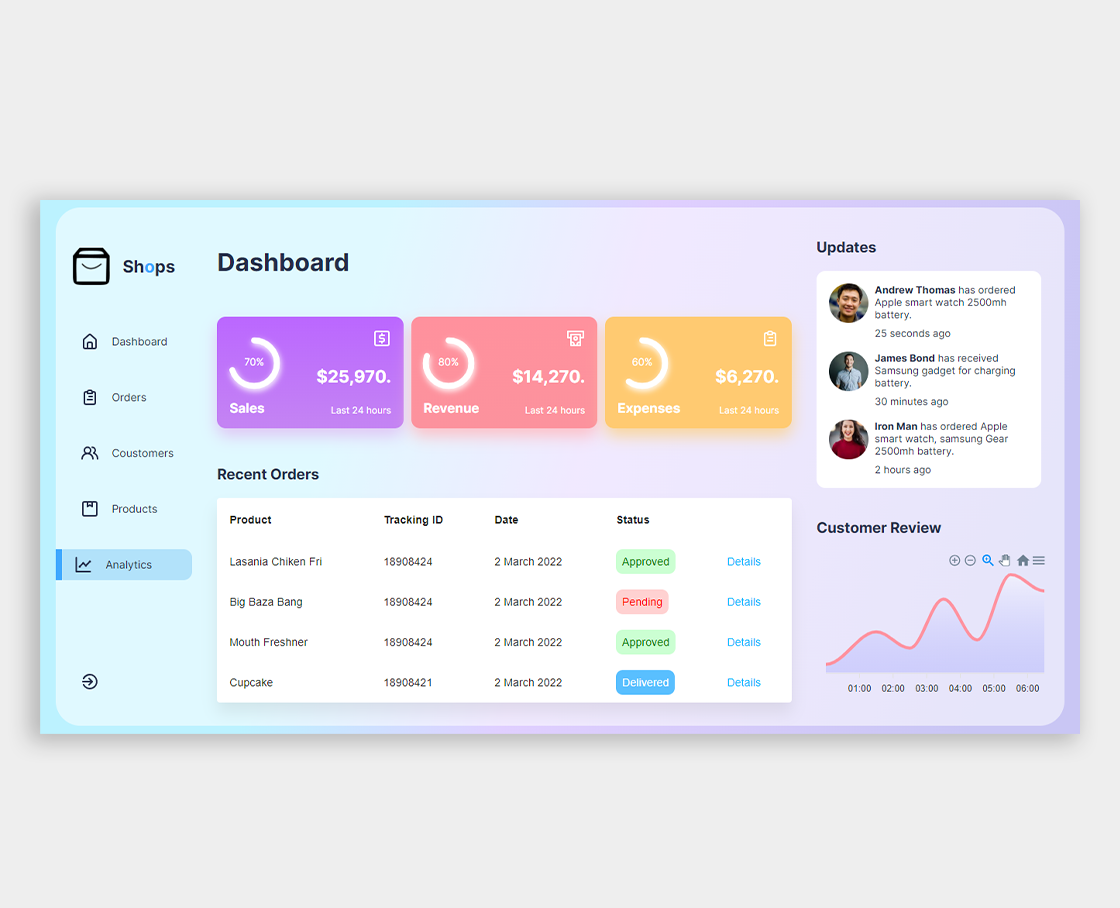 Shops
Dashboard
Orders
Coustomers
Products
Analytics
Dashboard
70%
$25,970.
Sales
Last 24 hours
80%
$14,270.
Revenue
Last 24 hours
60%
$6,270.
Expenses
Last 24 hours
Recent Orders
Product Tracking ID Date Status
Lasania Chiken Fri 18908424 2 March 2022 Approved Details
Big Baza Bang 18908424 2 March 2022 Pending Details
Mouth Freshner 18908424 2 March 2022 Approved Details
Cupcake 18908421 2 March 2022 Delivered Details
Updates
Andrew Thomas has ordered
Apple smart watch 2500mh
battery.
25 seconds ago
James Bond has received
Samsung gadget for charging
battery.
30 minutes ago
Iron Man has ordered Apple
smart watch, samsung Gear
2500mh battery.
2 hours ago
Customer Review
01:00 02:00 03:00 04:00 05:00 06:00